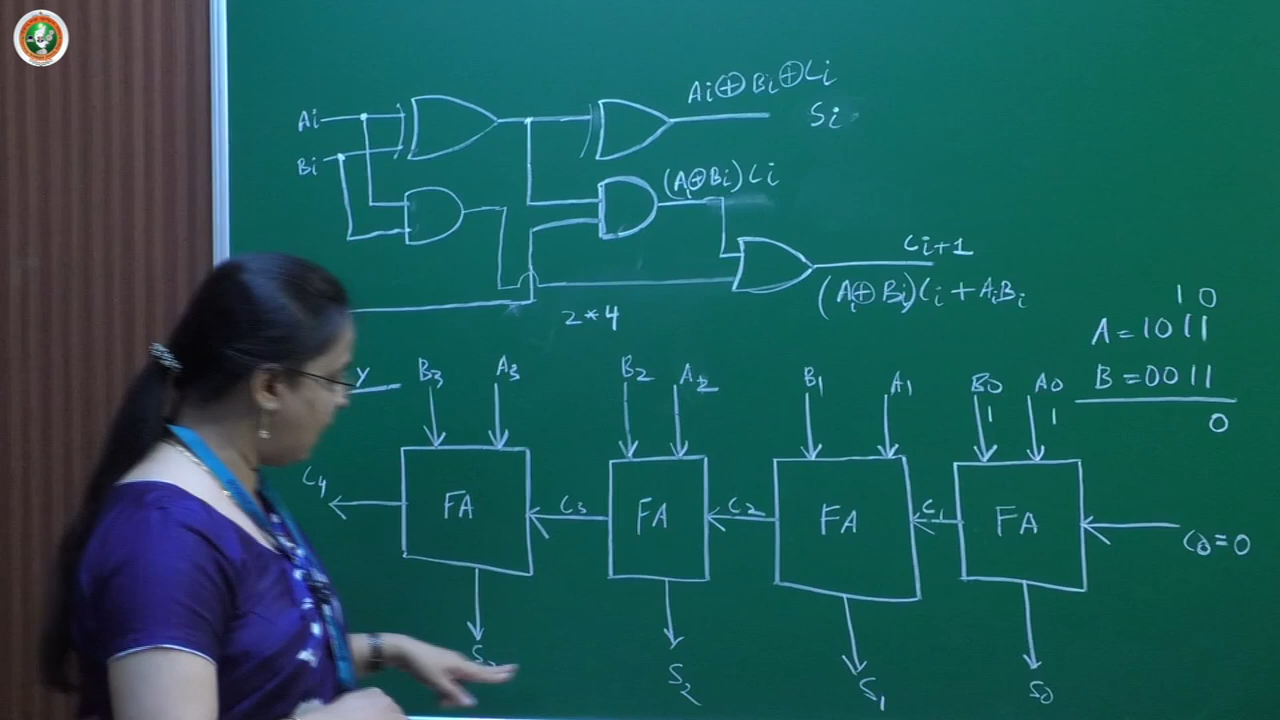 Ai⊕Bi⊕Ci
Ai
Si
Bi
(Ai⊕Bi)Ci
Ci+1
(Ai⊕Bi)Ci+AiBi
2*4
1 0
A=1011
B=0011
0
y
B3 A3 B2 A2 B1 A1 B0 A0
1 1
C4 FA C3 FA C2 FA C1 FA C0=0
S2 S1 S0